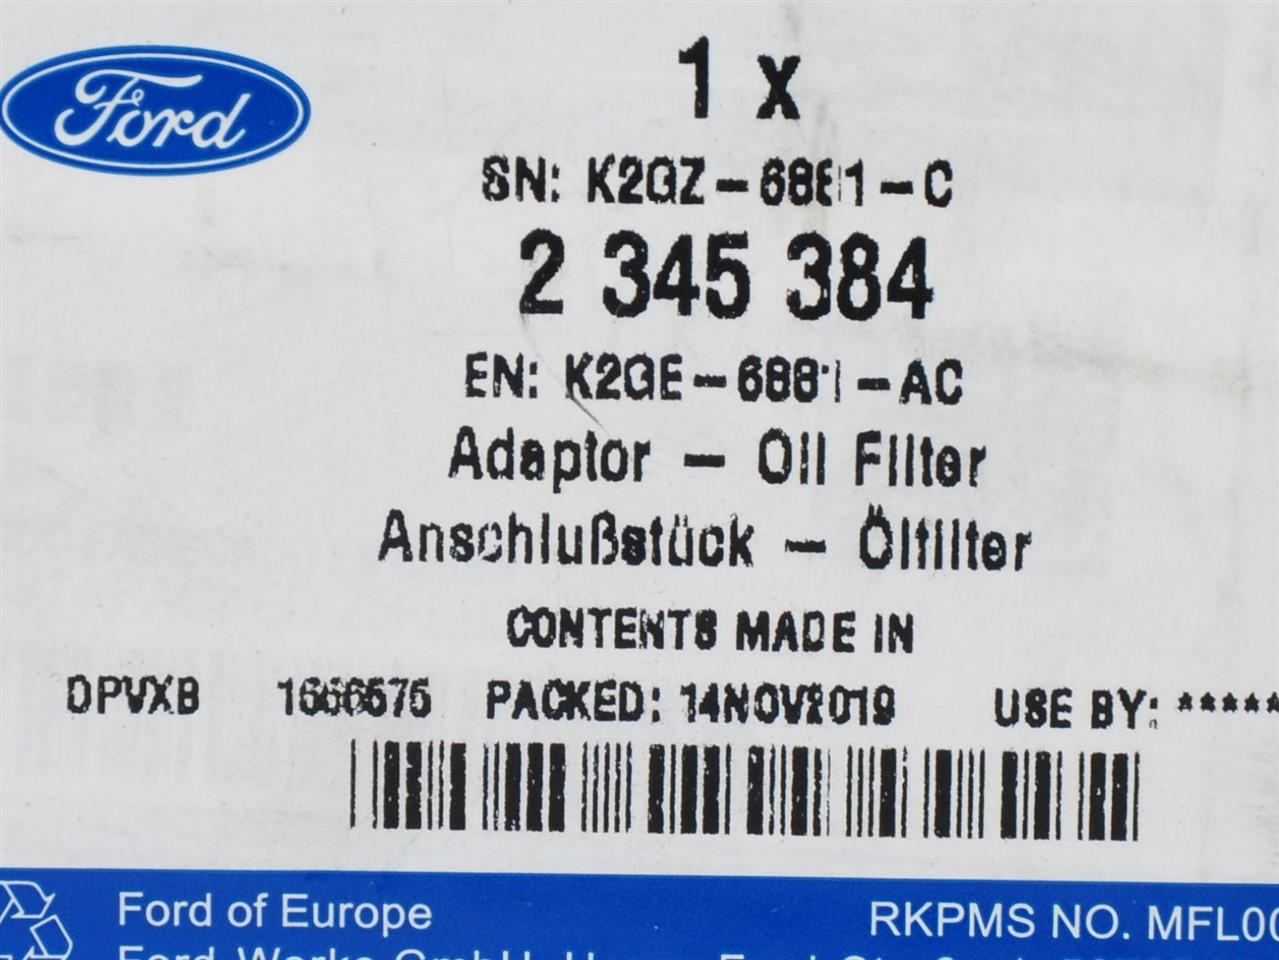 Ford
1 x
SN: K2GZ-6881-C
2 345 384
EN: K2GE-6881-AC
Adaptor - Oil Filter
Anschlußstück - Ölfilter
CONTENTS MADE IN
DPVXB 1666575 PACKED: 14NOV2019 USE BY: *****
Ford of Europe RKPMS NO. MFL00